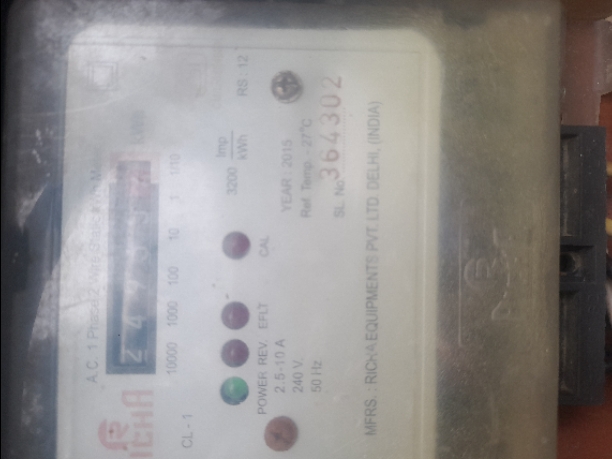 RICHA
A.C. 1 Phase 2 Wire Static
10000 1000 100 10 1 1/10
CL - 1
3200 Imp
kWh
RS : 12
POWER REV. EFLT CAL
2.5-10 A
240 V.
50 Hz
YEAR : 2015
Ref. Temp. - 27°C
SL. No. 364302
MFRS. : RICHA EQUIPMENTS PVT. LTD. DELHI, (INDIA)